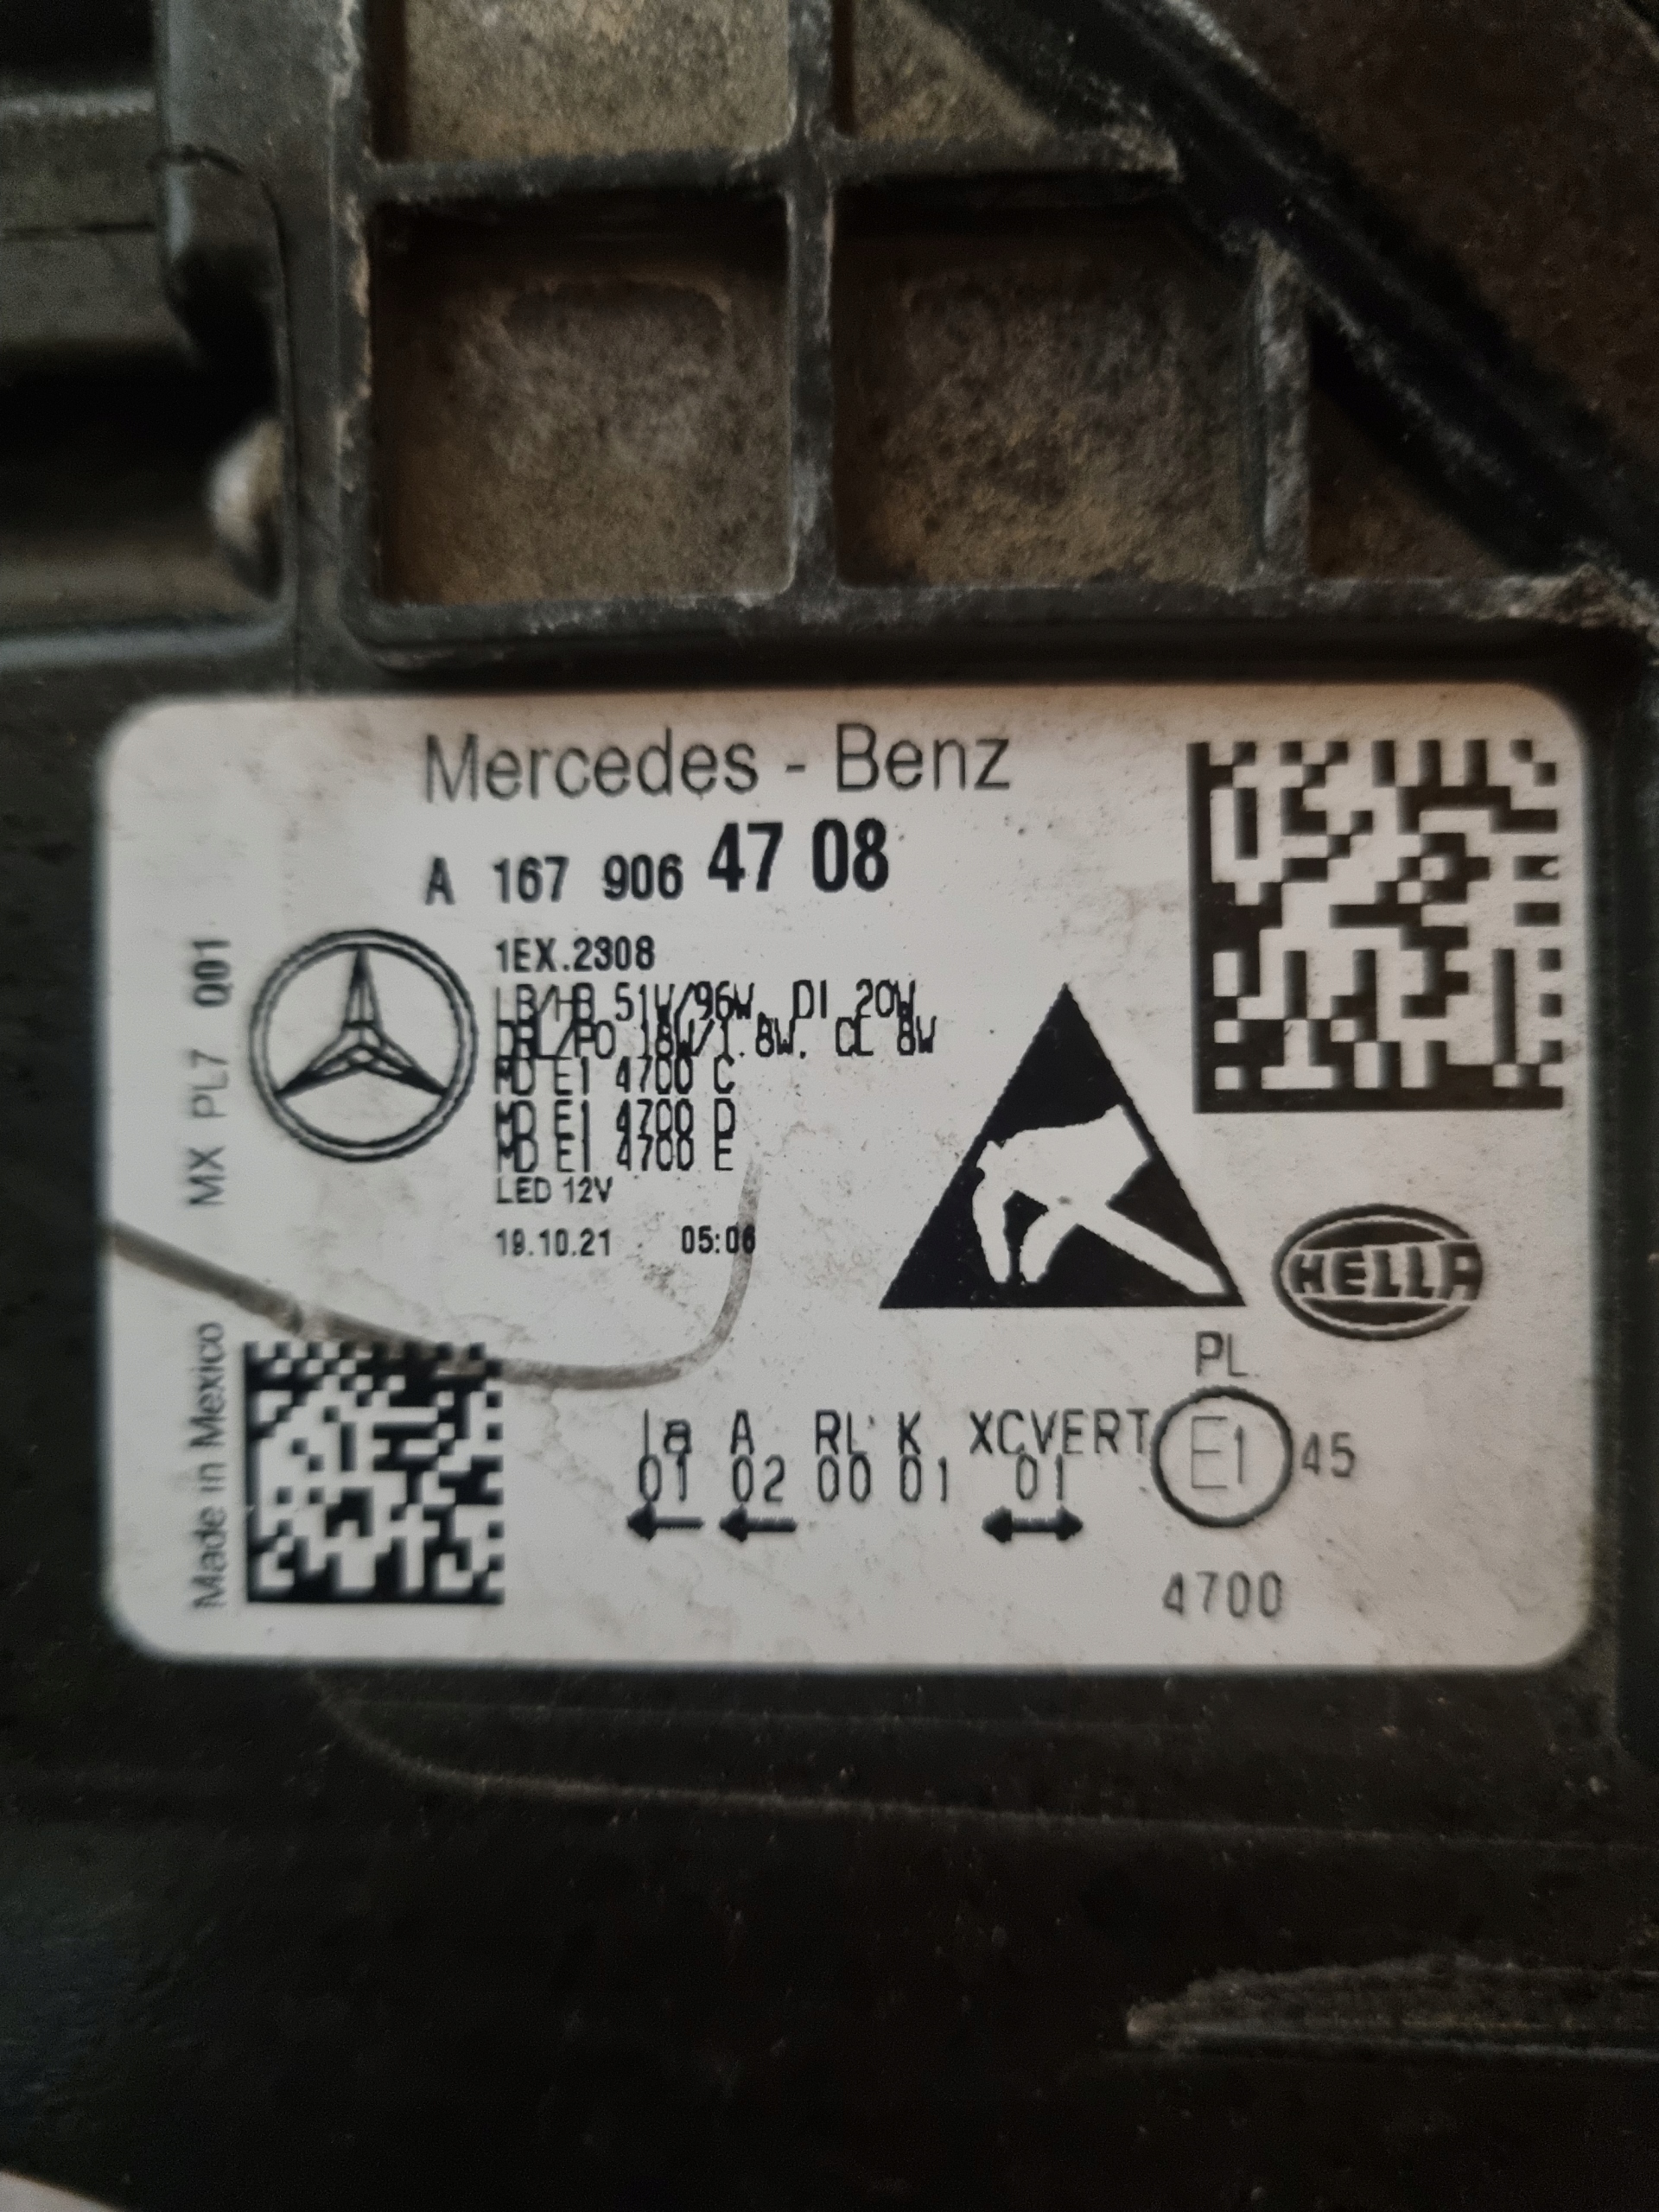 Mercedes - Benz
A 167 906 47 08
1EX.2308
LB/HB 51W/96W, DI 20W
DRL/PO 18W/1.8W. CL 8W
MD E1 4700 C
MD E1 4700 D
MD E1 4700 E
LED 12V
19.10.21 05:06
MX PL7 Q01
Made in Mexico
HELLA
PL
Ia A RL K XCVERT E1 45
01 02 00 01 01
4700